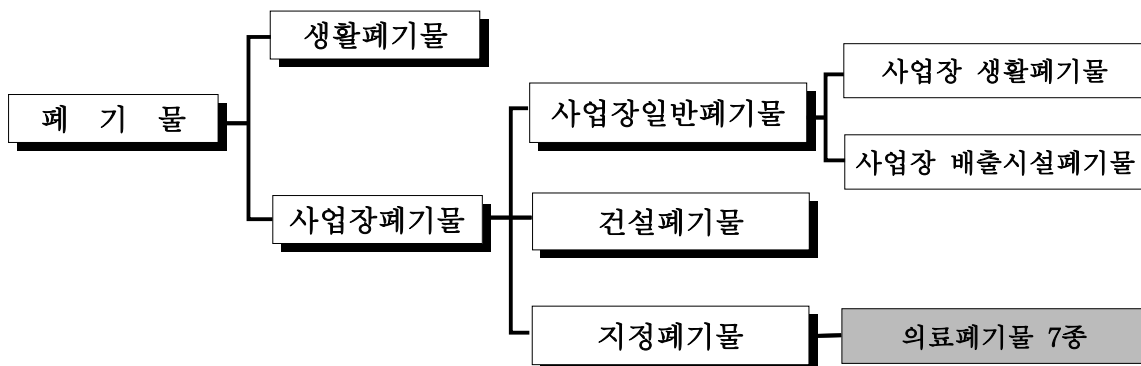 폐 기 물
생활폐기물
사업장폐기물
사업장일반폐기물
건설폐기물
지정폐기물
사업장 생활폐기물
사업장 배출시설폐기물
의료폐기물 7종